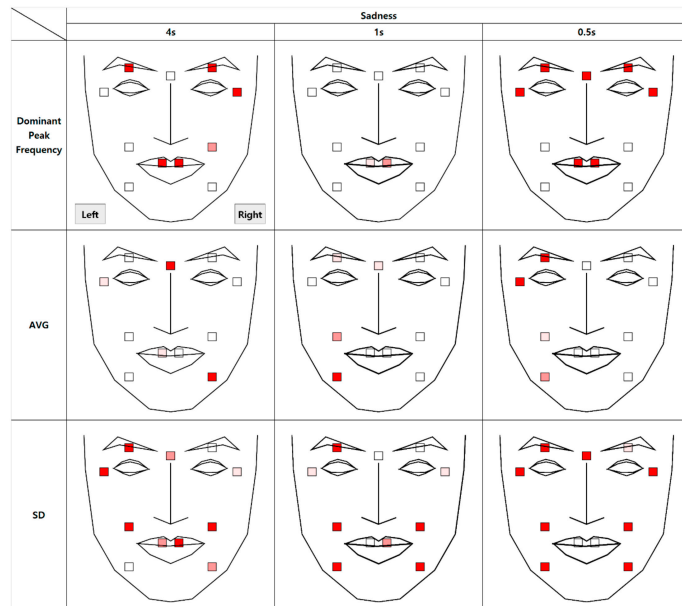 Sadness
4s 1s 0.5s
Dominant
Peak
Frequency
Left Right
AVG
SD